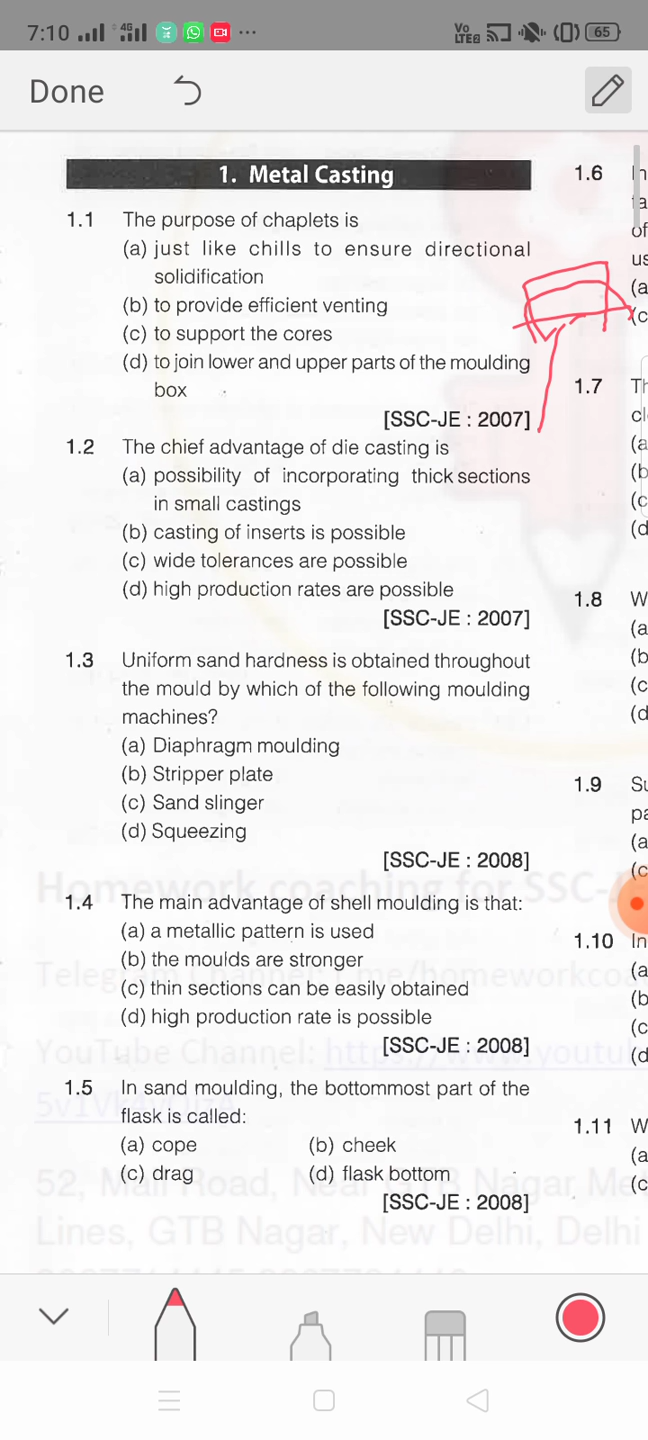 7:10
4G
Vo
LTE2
65
Done
1. Metal Casting
1.1 The purpose of chaplets is
(a) just like chills to ensure directional
solidification
(b) to provide efficient venting
(c) to support the cores
(d) to join lower and upper parts of the moulding
box
[SSC-JE : 2007]
1.2 The chief advantage of die casting is
(a) possibility of incorporating thick sections
in small castings
(b) casting of inserts is possible
(c) wide tolerances are possible
(d) high production rates are possible
[SSC-JE : 2007]
1.3 Uniform sand hardness is obtained throughout
the mould by which of the following moulding
machines?
(a) Diaphragm moulding
(b) Stripper plate
(c) Sand slinger
(d) Squeezing
[SSC-JE : 2008]
Homework coaching for SSC-
1.4 The main advantage of shell moulding is that:
(a) a metallic pattern is used
(b) the moulds are stronger
(c) thin sections can be easily obtained
(d) high production rate is possible
[SSC-JE : 2008]
YouTube Channel:
1.5 In sand moulding, the bottommost part of the
flask is called:
(a) cope (b) cheek
(c) drag (d) flask bottom
[SSC-JE : 2008]
52, Mall Road, Near GTB Nagar
Lines, GTB Nagar, New Delhi, Delhi
1.6
(a
(c
1.7
(a
(b
(c
(d
1.8 W
(a
(b
(c
(d
1.9
(a
(c
1.10 In
(a
(b
(c
(d
1.11 W
(a
(c